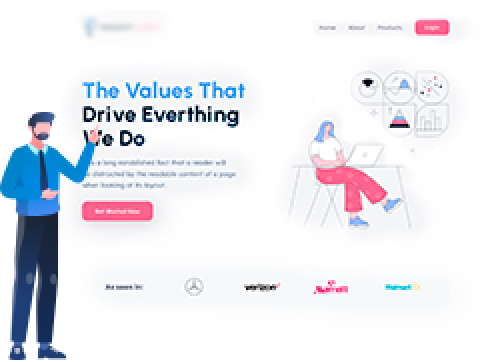 Home About Products Login
The Values That
Drive Everthing
We Do
a long established fact that a reader will
be distracted by the readable content of a page
when looking at its layout
Get Started Now
As seen in: verizon Marriott Walmart